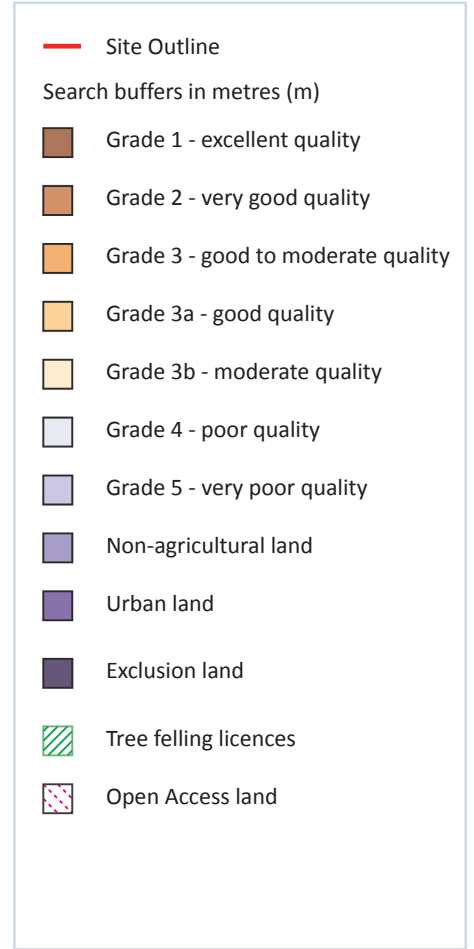 Site Outline
Search buffers in metres (m)
Grade 1 - excellent quality
Grade 2 - very good quality
Grade 3 - good to moderate quality
Grade 3a - good quality
Grade 3b - moderate quality
Grade 4 - poor quality
Grade 5 - very poor quality
Non-agricultural land
Urban land
Exclusion land
Tree felling licences
Open Access land